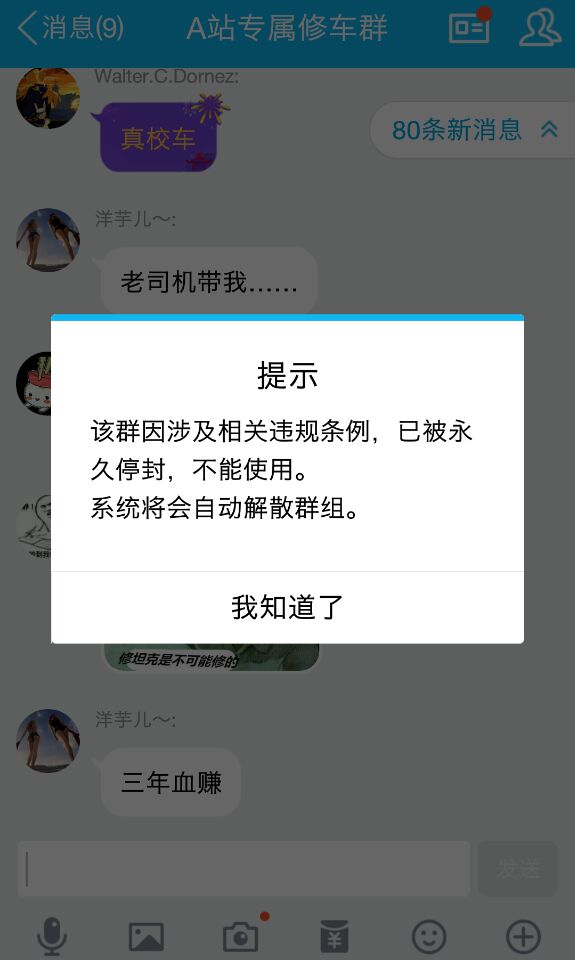 消息(9)
A站专属修车群
Walter.C.Dornez:
真校车
80条新消息
洋芋儿～:
老司机带我......
提示
该群因涉及相关违规条例，已被永
久停封，不能使用。
系统将会自动解散群组。
我知道了
修坦克是不可能修的
洋芋儿～:
三年血赚
发送